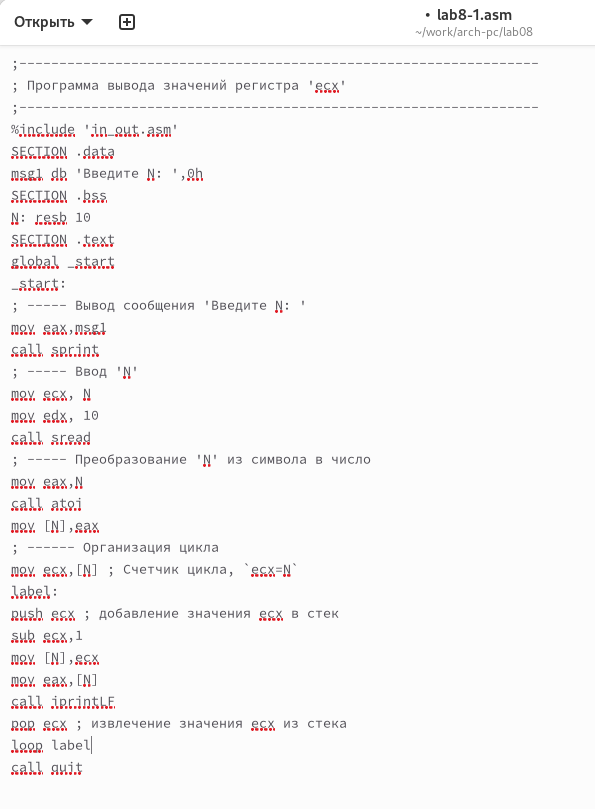 Открыть
• lab8-1.asm
~/work/arch-pc/lab08
;-----------------------------------------------------------------
; Программа вывода значений регистра 'ecx'
;-----------------------------------------------------------------
%include 'in_out.asm'
SECTION .data
msg1 db 'Введите N: ',0h
SECTION .bss
N: resb 10
SECTION .text
global _start
_start:
; ----- Вывод сообщения 'Введите N: '
mov eax,msg1
call sprint
; ----- Ввод 'N'
mov ecx, N
mov edx, 10
call sread
; ----- Преобразование 'N' из символа в число
mov eax,N
call atoi
mov [N],eax
; ------ Организация цикла
mov ecx,[N] ; Счетчик цикла, `ecx=N`
label:
push ecx ; добавление значения ecx в стек
sub ecx,1
mov [N],ecx
mov eax,[N]
call iprintLF
pop ecx ; извлечение значения ecx из стека
loop label
call quit